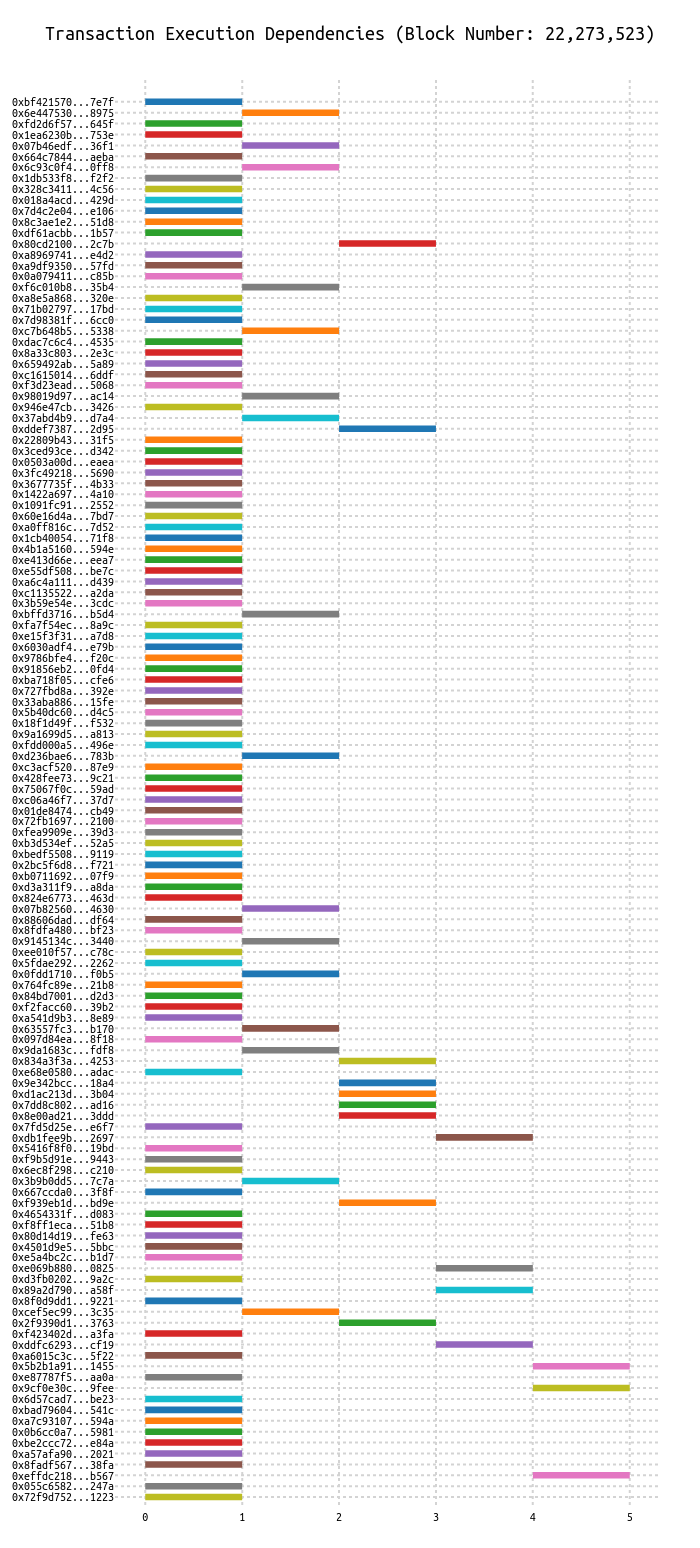 Transaction Execution Dependencies (Block Number: 22,273,523)
0xbf421570...7e7f
0x6e447530...8975
0xfd2d6f57...645f
0x1ea6230b...753e
0x07b46edf...36f1
0x664c7844...aeba
0x6c93c0f4...0ff8
0x1db533f8...f2f2
0x328c3411...4c56
0x018a4acd...429d
0x7d4c2e04...e106
0x8c3ae1e2...51d8
0xdf61acbb...1b57
0x80cd2100...2c7b
0xa8969741...e4d2
0xa9df9350...57fd
0x0a079411...c85b
0xf6c010b8...35b4
0xa8e5a868...320e
0x71b02797...17bd
0x7d98381f...6cc0
0xc7b648b5...5338
0xdac7c6c4...4535
0x8a33c803...2e3c
0x659492ab...5a89
0xc1615014...6ddf
0xf3d23ead...5068
0x98019d97...ac14
0x946e47cb...3426
0x37abd4b9...d7a4
0xddef7387...2d95
0x22809b43...31f5
0x3ced93ce...d342
0x0503a00d...eaea
0x3fc49218...5690
0x3677735f...4b33
0x1422a697...4a10
0x1091fc91...2552
0x60e16d4a...7bd7
0xa0ff816c...7d52
0x1cb40054...71f8
0x4b1a5160...594e
0xe413d66e...eea7
0xe55df508...be7c
0xa6c4a111...d439
0xc1135522...a2da
0x3b59e54e...3cdc
0xbffd3716...b5d4
0xfa7f54ec...8a9c
0xe15f3f31...a7d8
0x6030adf4...e79b
0x9786bfe4...f20c
0x91856eb2...0fd4
0xba718f05...cfe6
0x727fbd8a...392e
0x33aba886...15fe
0x5b40dc60...d4c5
0x18f1d49f...f532
0x9a1699d5...a813
0xfdd000a5...496e
0xd236bae6...783b
0xc3acf520...87e9
0x428fee73...9c21
0x75067f0c...59ad
0xc06a46f7...37d7
0x01de8474...cb49
0x72fb1697...2100
0xfea9909e...39d3
0xb3d534ef...52a5
0xbedf5508...9119
0x2bc5f6d8...f721
0xb0711692...07f9
0xd3a311f9...a8da
0x824e6773...463d
0x07b82560...4630
0x88606dad...df64
0x8fdfa480...bf23
0x9145134c...3440
0xee010f57...c78c
0x5fdae292...2262
0x0fdd1710...f0b5
0x764fc89e...21b8
0x84bd7001...d2d3
0xf2facc60...39b2
0xa541d9b3...8e89
0x63557fc3...b170
0x097d84ea...8f18
0x9da1683c...fdf8
0x834a3f3a...4253
0xe68e0580...adac
0x9e342bcc...18a4
0xd1ac213d...3b04
0x7dd8c802...ad16
0x8e00ad21...3ddd
0x7fd5d25e...e6f7
0xdb1fee9b...2697
0x5416f8f0...19bd
0xf9b5d91e...9443
0x6ec8f298...c210
0x3b9b0dd5...7c7a
0x667ccda0...3f8f
0xf939eb1d...bd9e
0x4654331f...d083
0xf8ff1eca...51b8
0x80d14d19...fe63
0x4501d9e5...5bbc
0xe5a4bc2c...b1d7
0xe069b880...0825
0xd3fb0202...9a2c
0x89a2d790...a58f
0x8f0d9dd1...9221
0xcef5ec99...3c35
0x2f9390d1...3763
0xf423402d...a3fa
0xddfc6293...cf19
0xa6015c3c...5f22
0x5b2b1a91...1455
0xe87787f5...aa0a
0x9cf0e30c...9fee
0x6d57cad7...be23
0xbad79604...541c
0xa7c93107...594a
0x0b6cc0a7...5981
0xbe2ccc72...e84a
0xa57afa90...2021
0x8fadf567...38fa
0xeffdc218...b567
0x055c6582...247a
0x72f9d752...1223
0 1 2 3 4 5